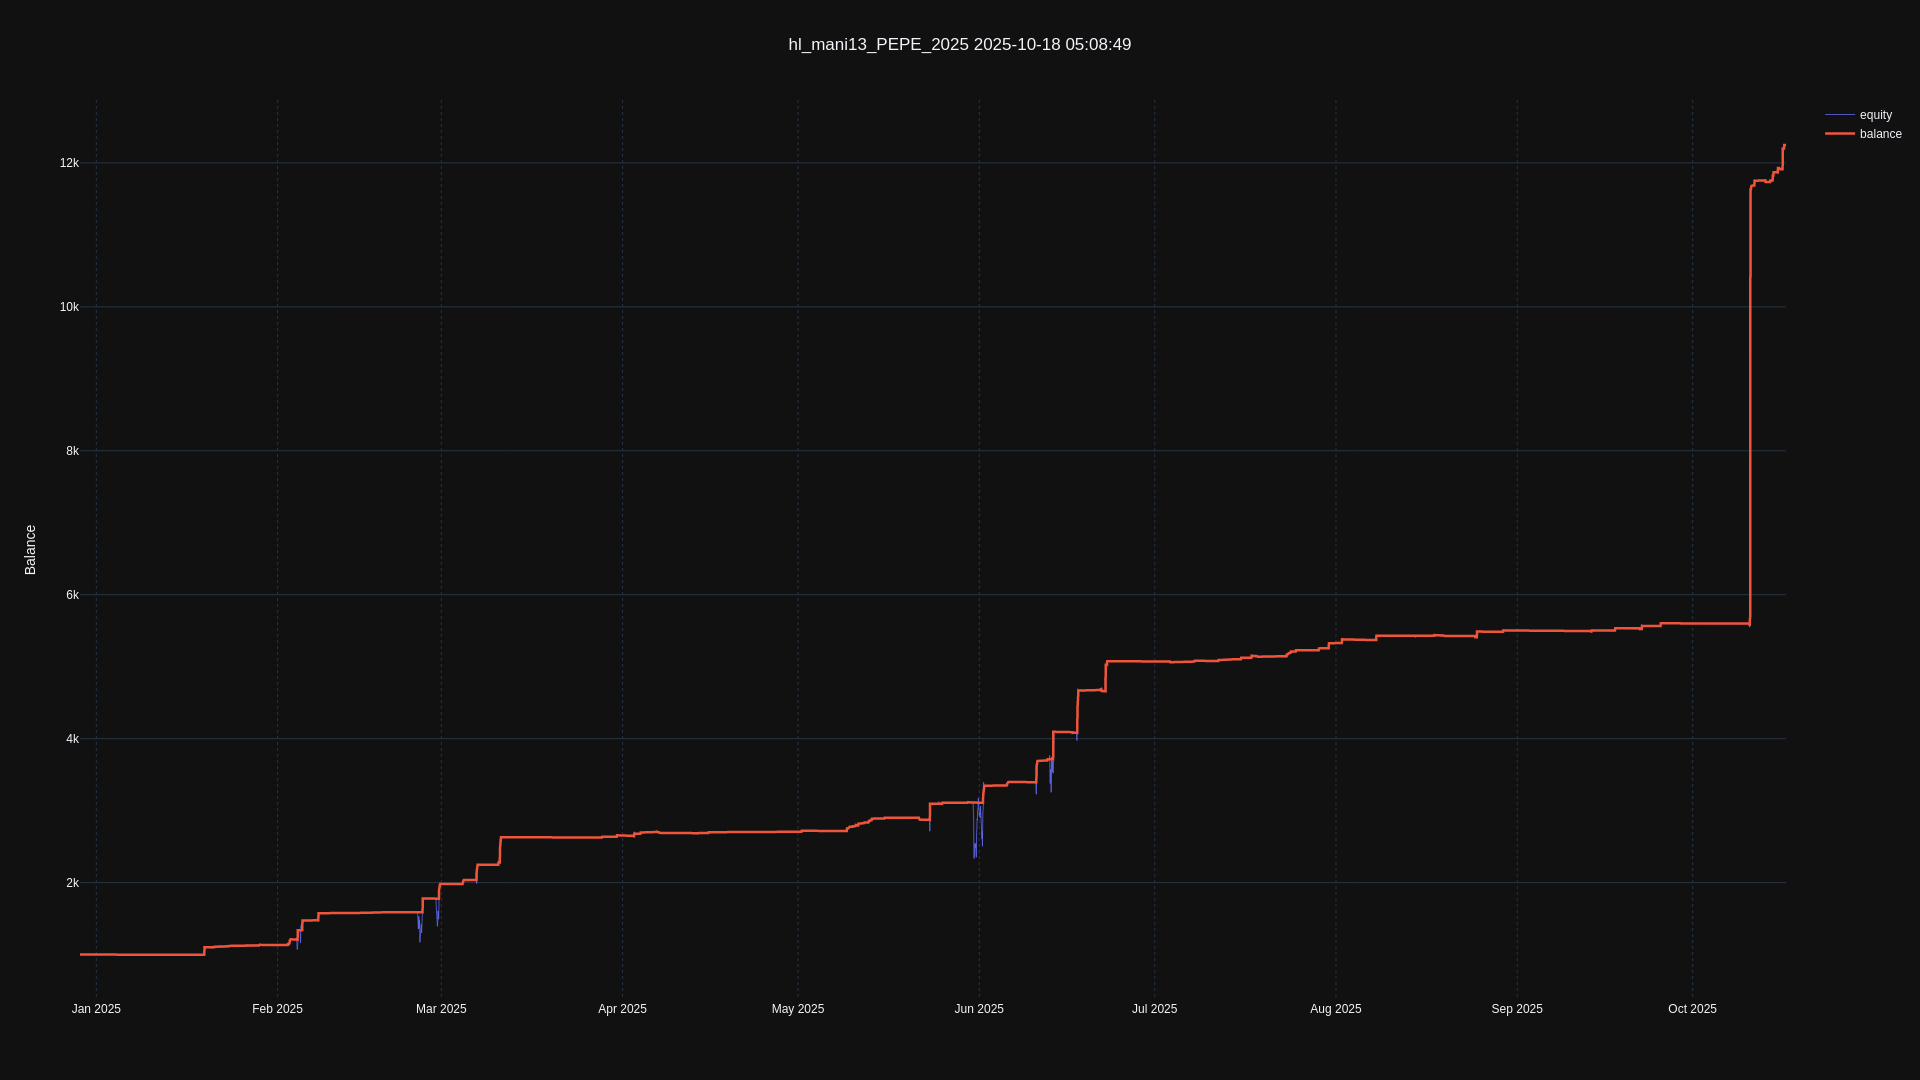 hl_mani13_PEPE_2025 2025-10-18 05:08:49
equity
balance
12k
10k
8k
6k
4k
2k
Balance
Jan 2025
Feb 2025
Mar 2025
Apr 2025
May 2025
Jun 2025
Jul 2025
Aug 2025
Sep 2025
Oct 2025